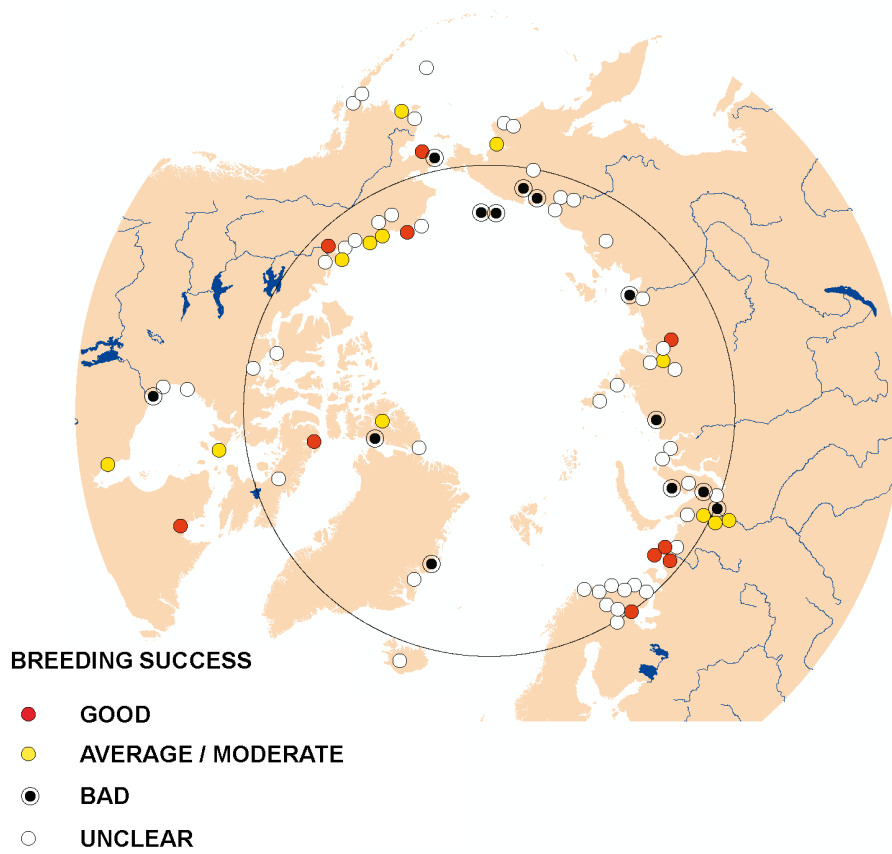 BREEDING SUCCESS
GOOD
AVERAGE / MODERATE
BAD
UNCLEAR